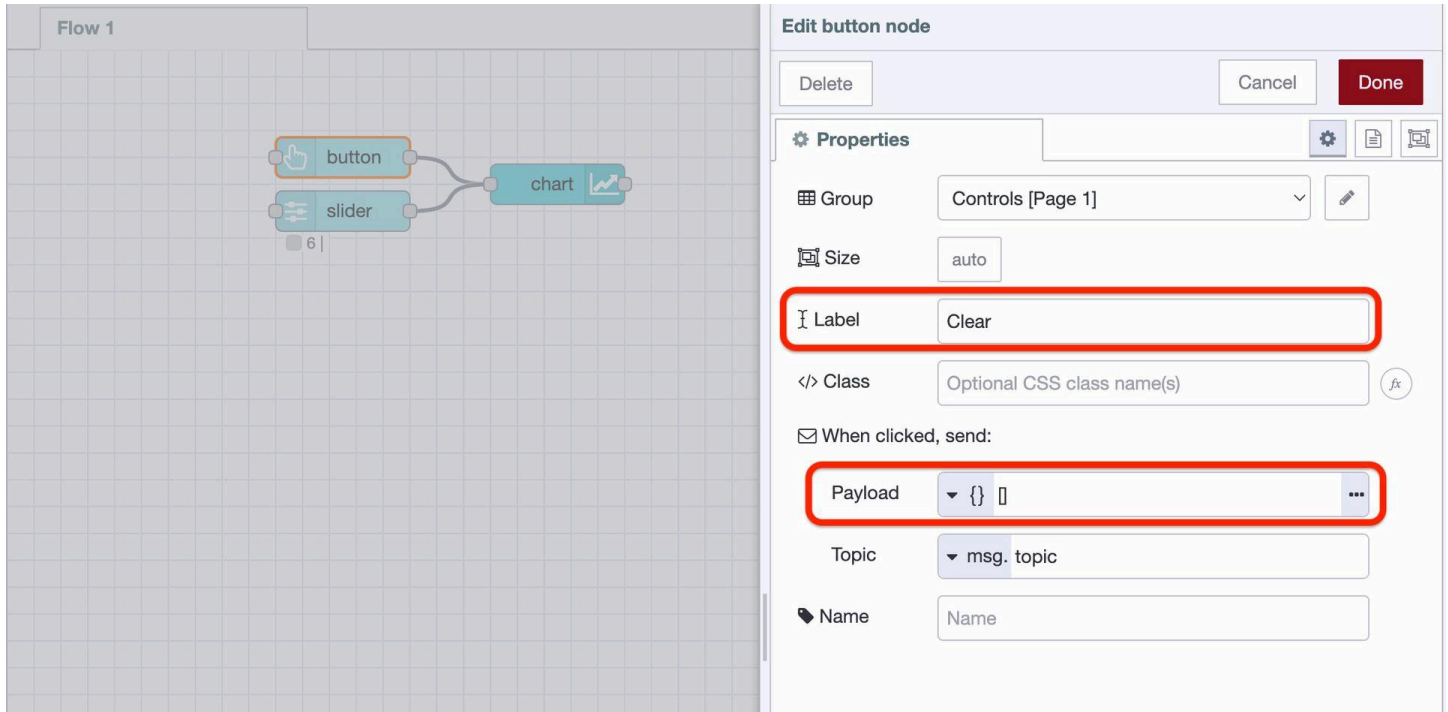 Flow 1
button
slider
6 |
chart
Edit button node
Delete
Cancel
Done
Properties
Group
Controls [Page 1]
Size
auto
Label
Clear
</> Class
Optional CSS class name(s)
fx
When clicked, send:
Payload
{} []
•••
Topic
msg. topic
Name
Name